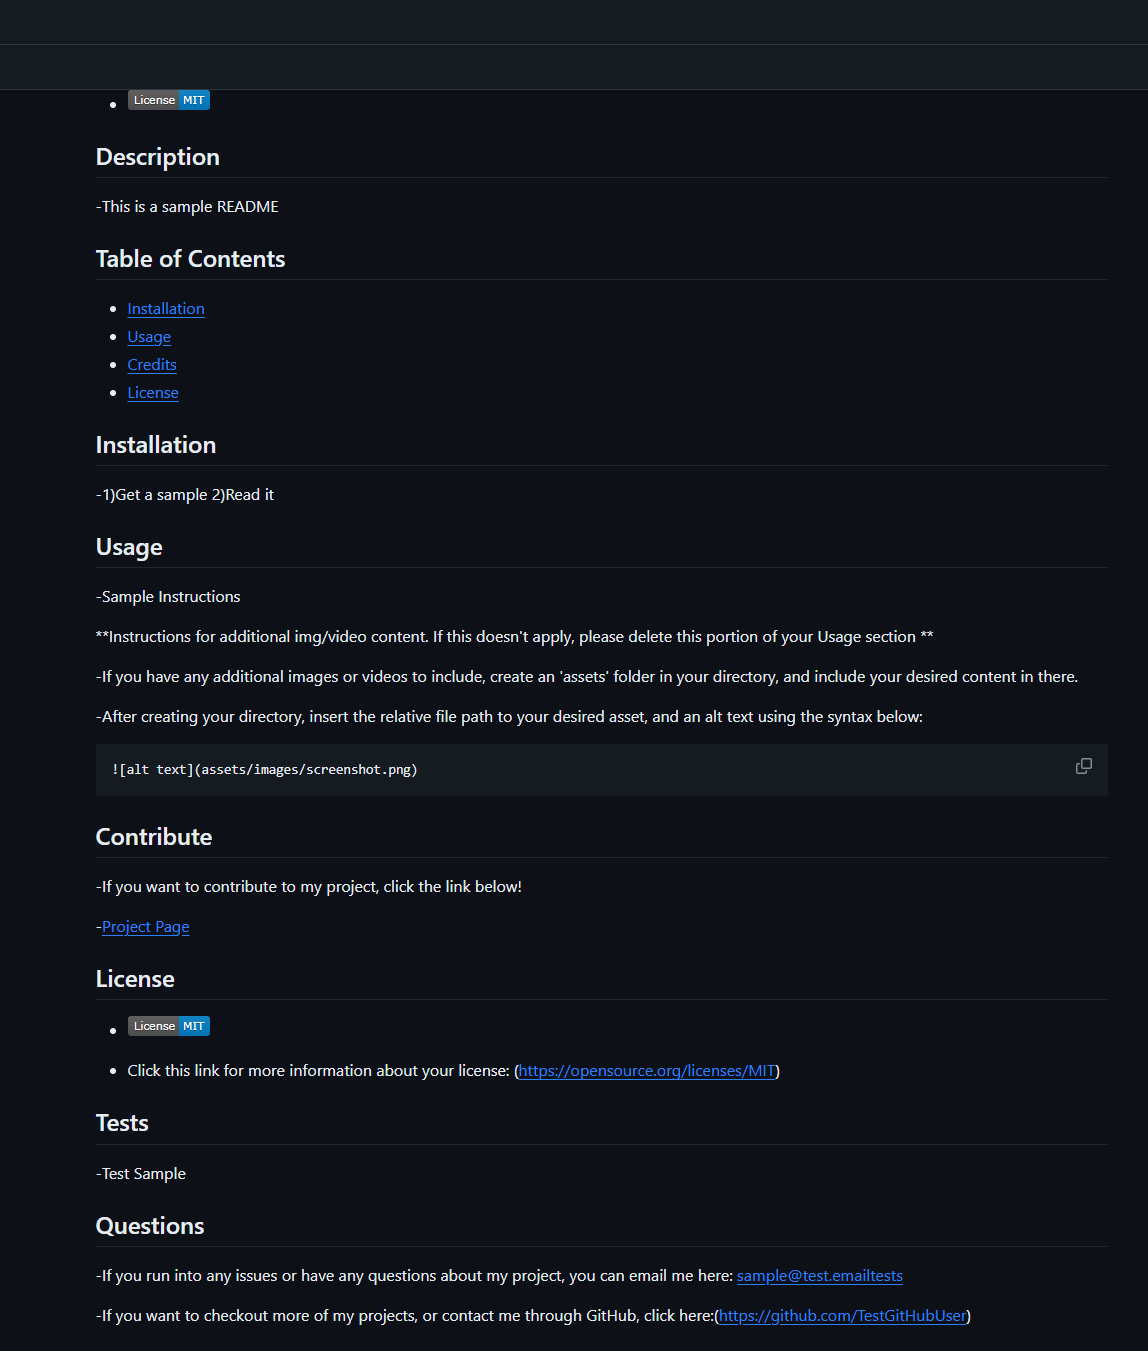 License MIT
Description
-This is a sample README
Table of Contents
Installation
Usage
Credits
License
Installation
-1)Get a sample 2)Read it
Usage
-Sample Instructions
**Instructions for additional img/video content. If this doesn't apply, please delete this portion of your Usage section **
-If you have any additional images or videos to include, create an 'assets' folder in your directory, and include your desired content in there.
-After creating your directory, insert the relative file path to your desired asset, and an alt text using the syntax below:
![alt text](assets/images/screenshot.png)
Contribute
-If you want to contribute to my project, click the link below!
-Project Page
License
License MIT
Click this link for more information about your license: (https://opensource.org/licenses/MIT)
Tests
-Test Sample
Questions
-If you run into any issues or have any questions about my project, you can email me here: sample@test.emailtests
-If you want to checkout more of my projects, or contact me through GitHub, click here:(https://github.com/TestGitHubUser)